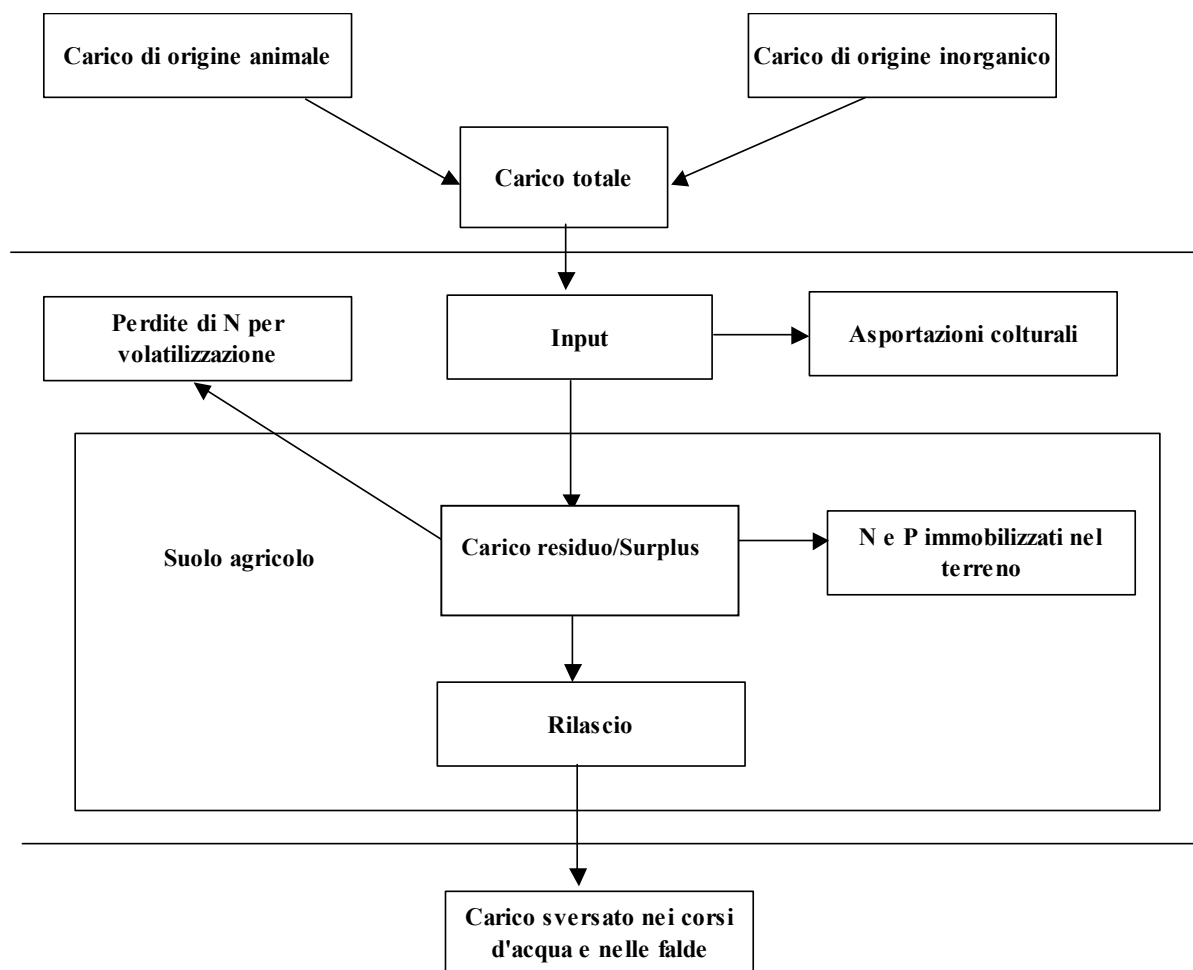 Carico di origine animale
Carico di origine inorganico
Carico totale
Perdite di N per
volatilizzazione
Input
Asportazioni colturali
Suolo agricolo
Carico residuo/Surplus
N e P immobilizzati nel
terreno
Rilascio
Carico sversato nei corsi
d'acqua e nelle falde